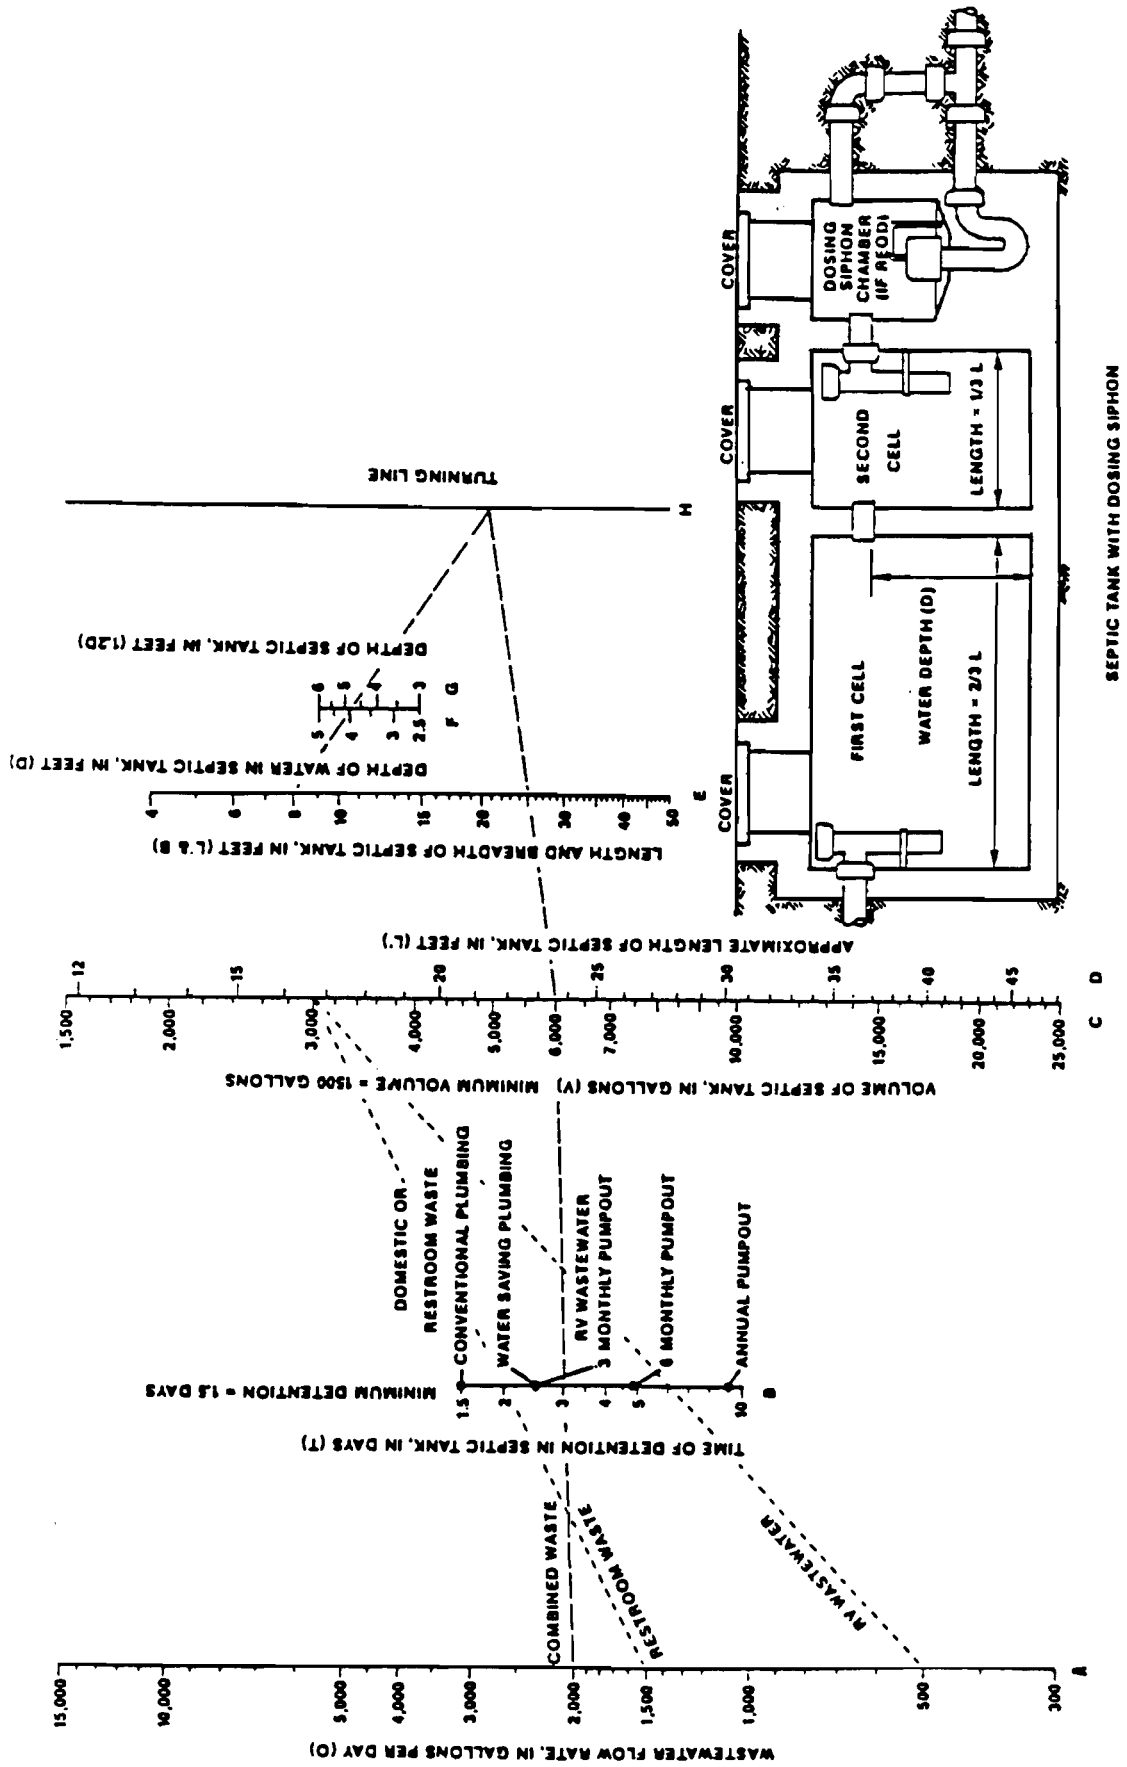 WASTEWATER FLOW RATE, IN GALLONS PER DAY (Q)
15,000
10,000
5,000
4,000
3,000
2,000
1,500
1,000
500
300
A
COMBINED WASTE
RESTROOM WASTE
RV WASTEWATER
TIME OF DETENTION IN SEPTIC TANK, IN DAYS (T)
MINIMUM DETENTION = 1.5 DAYS
1.5
2
3
4
5
10
B
DOMESTIC OR
RESTROOM WASTE
CONVENTIONAL PLUMBING
WATER SAVING PLUMBING
RV WASTEWATER
3 MONTHLY PUMPOUT
6 MONTHLY PUMPOUT
ANNUAL PUMPOUT
VOLUME OF SEPTIC TANK, IN GALLONS (V) MINIMUM VOLUME = 1500 GALLONS
1,500
2,000
3,000
4,000
5,000
6,000
7,000
10,000
15,000
20,000
25,000
C
12
15
20
25
30
35
40
45
D
APPROXIMATE LENGTH OF SEPTIC TANK, IN FEET (L')
LENGTH AND BREADTH OF SEPTIC TANK, IN FEET (L & B)
4
6
8
10
15
20
30
40
50
E
DEPTH OF WATER IN SEPTIC TANK, IN FEET (D)
5
4
3
2.5
F
6
5
4
3
G
DEPTH OF SEPTIC TANK, IN FEET (1.2D)
TURNING LINE
H
COVER
COVER
COVER
FIRST CELL
WATER DEPTH (D)
LENGTH = 2/3 L
SECOND
CELL
LENGTH = 1/3 L
DOSING
SIPHON
CHAMBER
(IF REQD)
SEPTIC TANK WITH DOSING SIPHON